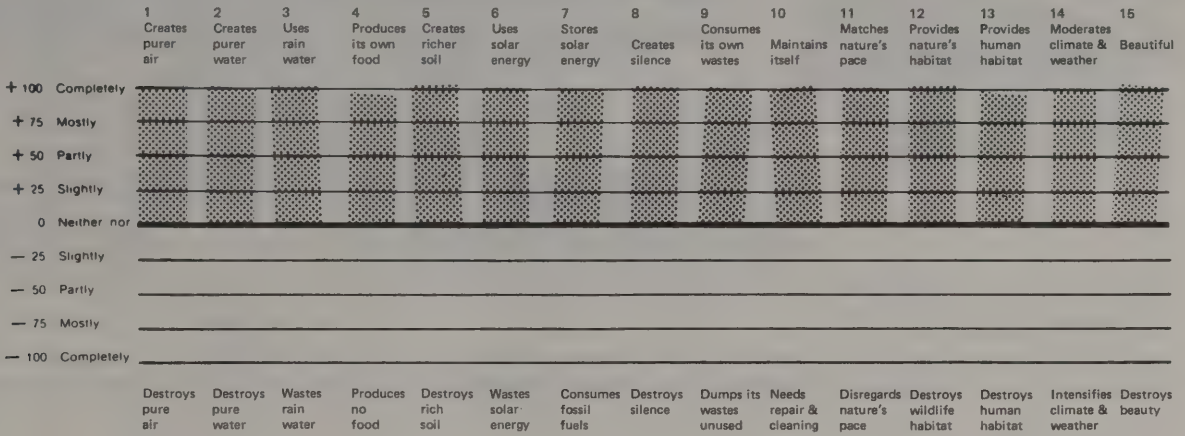 1 2 3 4 5 6 7 8 9 10 11 12 13 14 15
Creates Creates Uses Produces Creates Uses Stores Consumes Matches Provides Provides Moderates
purer purer rain its own richer solar solar Creates its own Maintains nature's nature's human climate & Beautiful
air water water food soil energy energy silence wastes itself pace habitat habitat weather
+ 100 Completely
+ 75 Mostly
+ 50 Partly
+ 25 Slightly
0 Neither nor
— 25 Slightly
— 50 Partly
— 75 Mostly
— 100 Completely
Destroys Destroys Wastes Produces Destroys Wastes Consumes Destroys Dumps its Needs Disregards Destroys Destroys Intensifies Destroys
pure pure rain no rich solar fossil silence wastes repair & nature's wildlife human climate & beauty
air water water food soil energy fuels unused cleaning pace habitat habitat weather